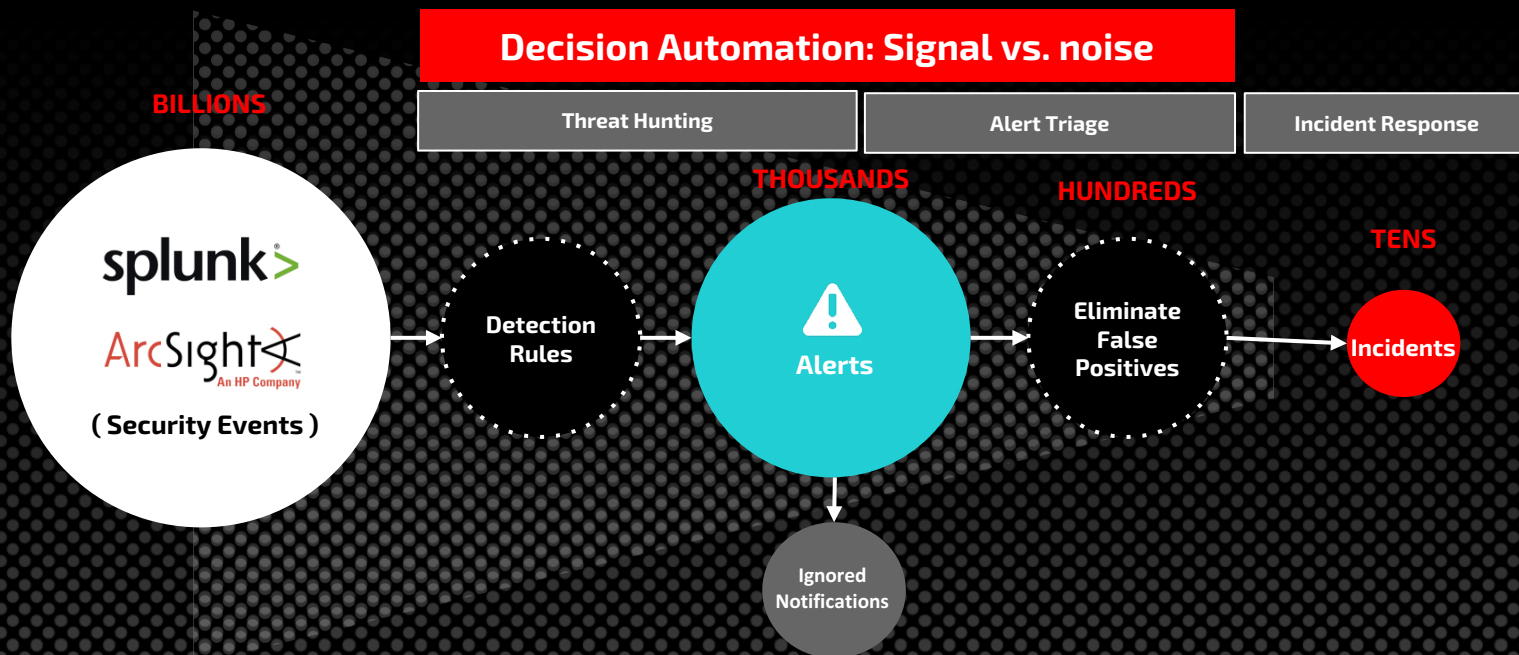 Decision Automation: Signal vs. noise
BILLIONS
Threat Hunting
Alert Triage
Incident Response
THOUSANDS
HUNDREDS
TENS
splunk>®
ArcSight™
An HP Company
( Security Events )
Detection
Rules
Alerts
Eliminate
False
Positives
Incidents
Ignored
Notifications